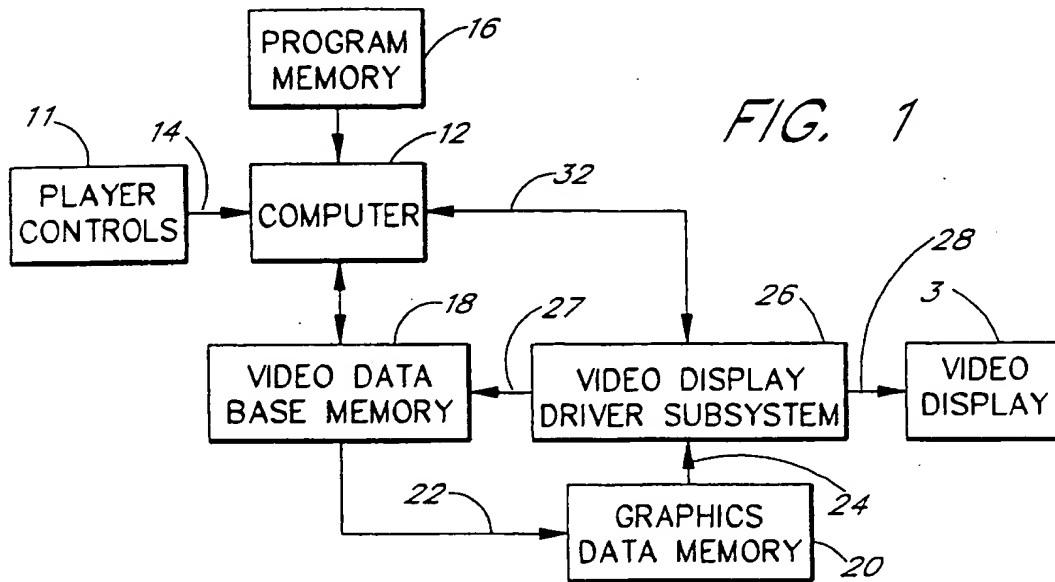 PROGRAM
MEMORY
16
FIG. 1
11
14
12
32
PLAYER
CONTROLS
COMPUTER
28
18
27
26
3
VIDEO DATA
BASE MEMORY
VIDEO DISPLAY
DRIVER SUBSYSTEM
VIDEO
DISPLAY
22
24
GRAPHICS
DATA MEMORY
20